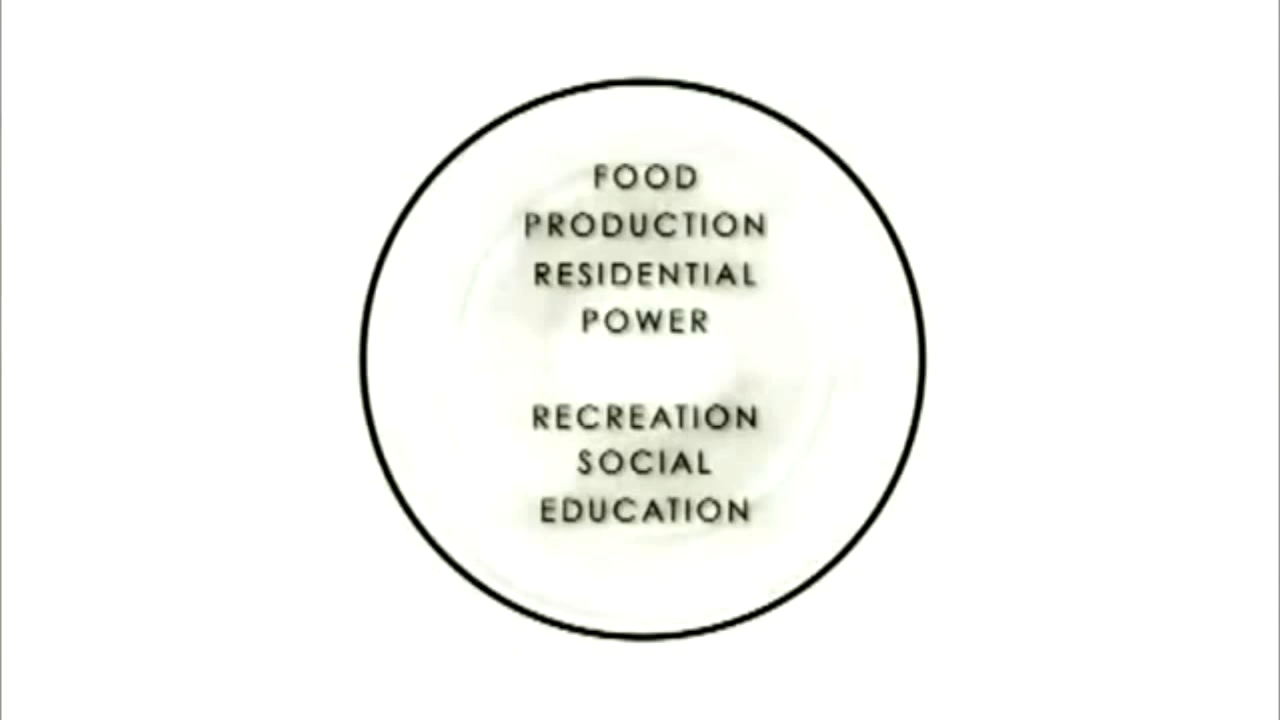 FOOD
PRODUCTION
RESIDENTIAL
POWER
RECREATION
SOCIAL
EDUCATION